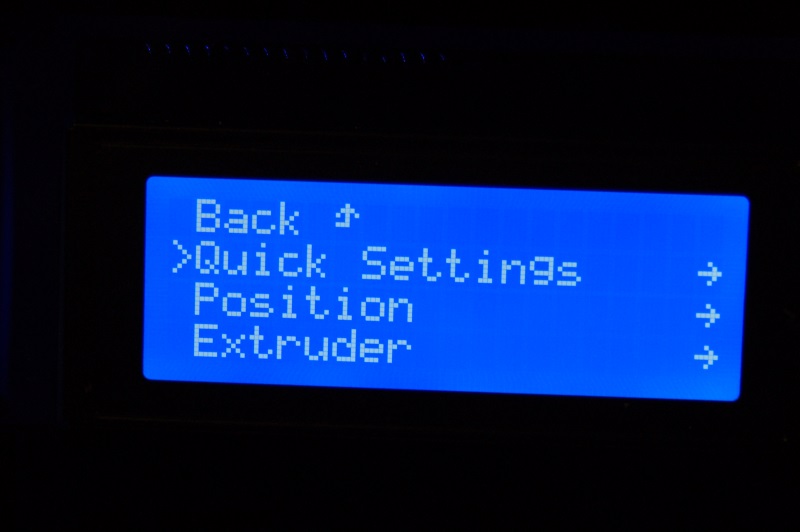 Back ⬏
>Quick Settings →
Position →
Extruder →